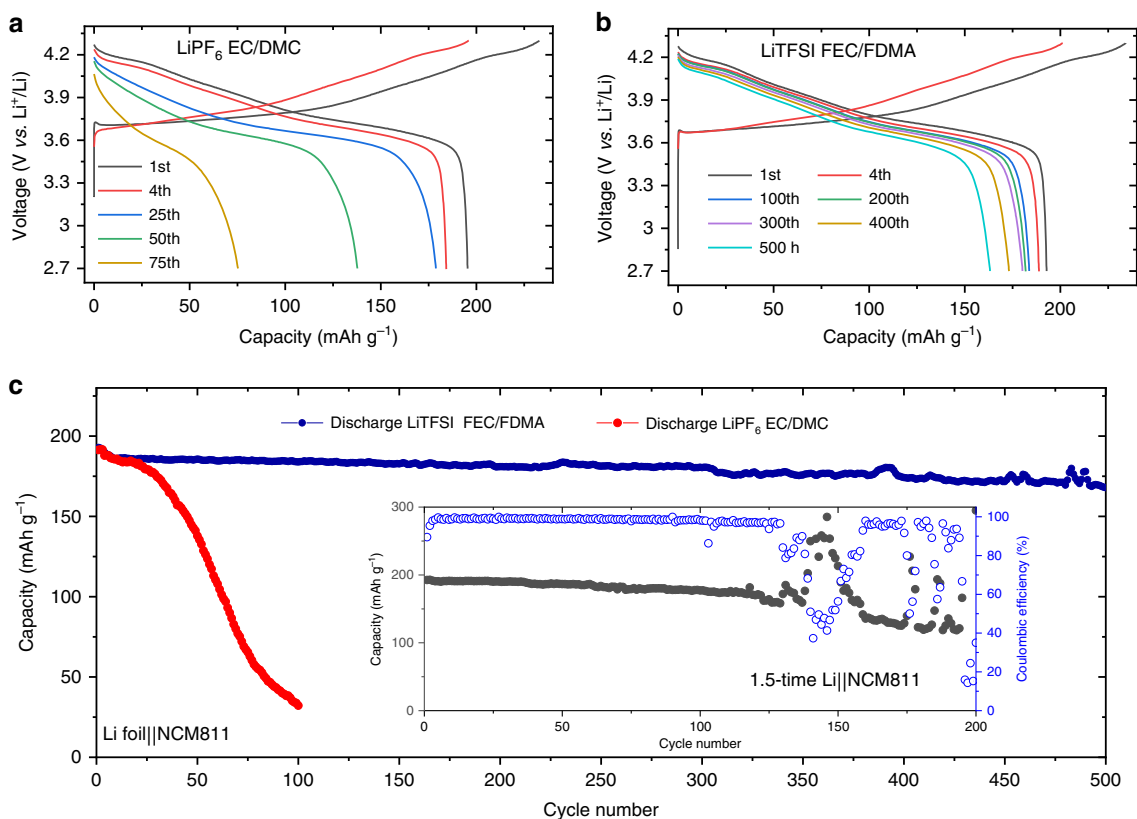 a
LiPF6 EC/DMC
4.2
3.9
3.6
3.3
3
2.7
Voltage (V vs. Li+/Li)
1st
4th
25th
50th
75th
0 50 100 150 200
Capacity (mAh g–1)
b
LiTFSI FEC/FDMA
4.2
3.9
3.6
3.3
3
2.7
Voltage (V vs. Li+/Li)
1st 4th
100th 200th
300th 400th
500 h
0 50 100 150 200
Capacity (mAh g–1)
c
Discharge LiTFSI FEC/FDMA Discharge LiPF6 EC/DMC
200
150
100
50
0
Capacity (mAh g–1)
300
200
100
0
Capacity (mAh g–1)
100
80
60
40
20
0
Coulombic efficiency (%)
1.5-time Li||NCM811
0 50 100 150 200
Cycle number
Li foil||NCM811
0 50 100 150 200 250 300 350 400 450 500
Cycle number